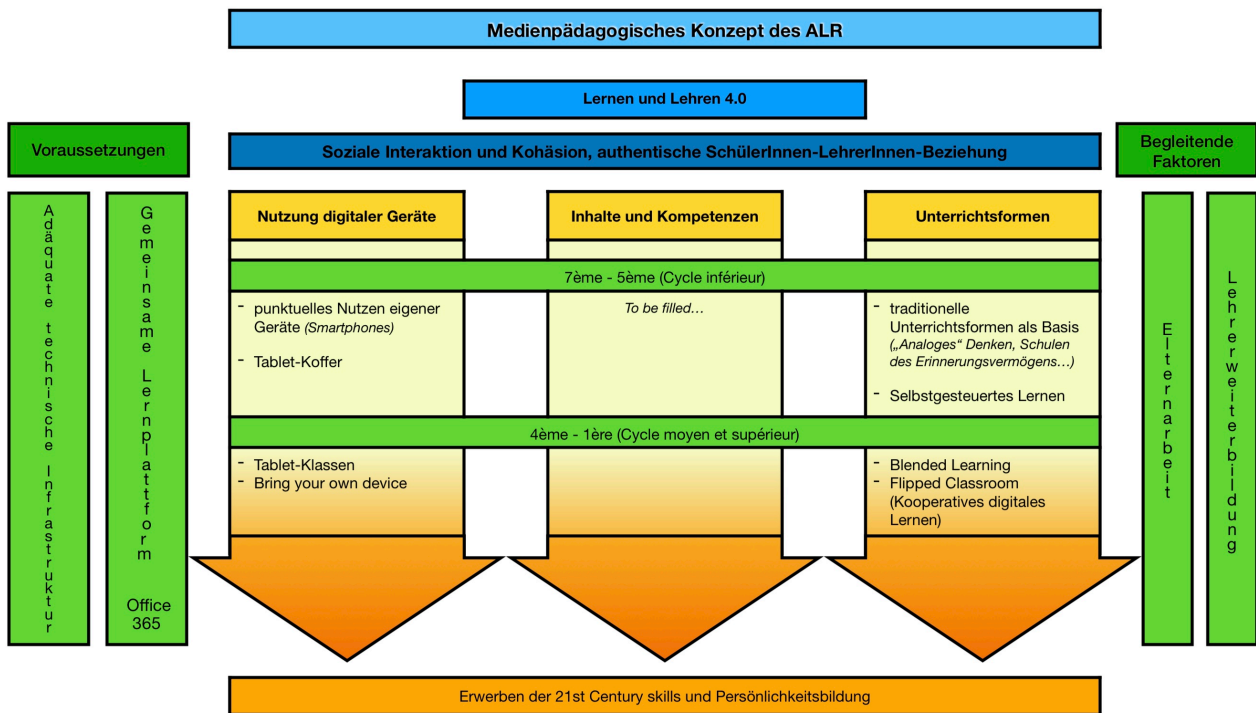 Medienpädagogisches Konzept des ALR
Lernen und Lehren 4.0
Voraussetzungen
Soziale Interaktion und Kohäsion, authentische SchülerInnen-LehrerInnen-Beziehung
Begleitende
Faktoren
Adäquate technische Infrastruktur
Gemeinsame Lernplattform
Office
365
Nutzung digitaler Geräte
Inhalte und Kompetenzen
Unterrichtsformen
7ème - 5ème (Cycle inférieur)
- punktuelles Nutzen eigener
Geräte (Smartphones)
- Tablet-Koffer
To be filled…
- traditionelle
Unterrichtsformen als Basis
(„Analoges“ Denken, Schulen
des Erinnerungsvermögens…)
- Selbstgesteuertes Lernen
4ème - 1ère (Cycle moyen et supérieur)
- Tablet-Klassen
- Bring your own device
- Blended Learning
- Flipped Classroom
(Kooperatives digitales
Lernen)
Elternarbeit
Lehrerweiterbildung
Erwerben der 21st Century skills und Persönlichkeitsbildung